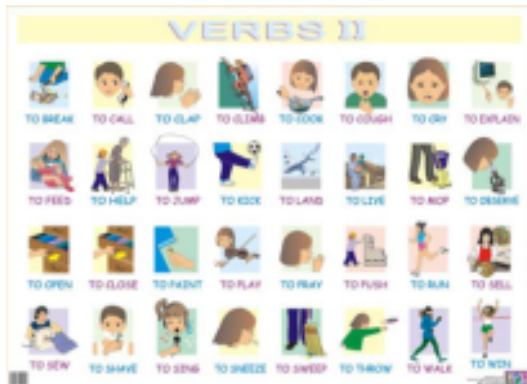 VERBS II
TO BREAK TO CALL TO CLAP TO CLIMB TO COOK TO COUGH TO CRY TO EXPLAIN
TO FEED TO HELP TO JUMP TO KICK TO LAND TO LIVE TO MOP TO OBSERVE
TO OPEN TO CLOSE TO PAINT TO PLAY TO PRAY TO PUSH TO RUN TO SELL
TO SEW TO SHAVE TO SING TO SNEEZE TO SWEEP TO THROW TO WALK TO WIN